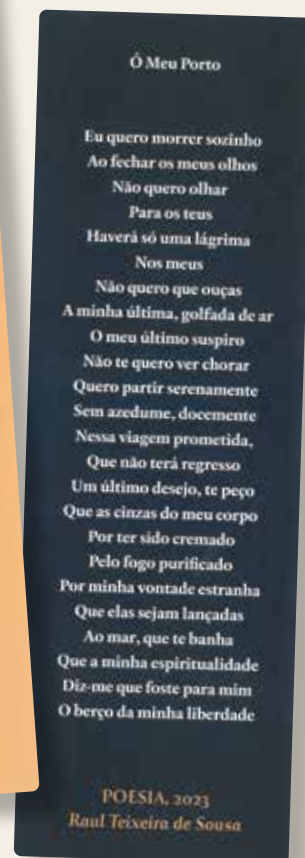 Ó Meu Porto
Eu quero morrer sozinho
Ao fechar os meus olhos
Não quero olhar
Para os teus
Haverá só uma lágrima
Nos meus
Não quero que ouças
A minha última, golfada de ar
O meu último suspiro
Não te quero ver chorar
Quero partir serenamente
Sem azedume, docemente
Nessa viagem prometida,
Que não terá regresso
Um último desejo, te peço
Que as cinzas do meu corpo
Por ter sido cremado
Pelo fogo purificado
Por minha vontade estranha
Que elas sejam lançadas
Ao mar, que te banha
Que a minha espiritualidade
Diz-me que foste para mim
O berço da minha liberdade
POESIA, 2023
Raul Teixeira de Sousa